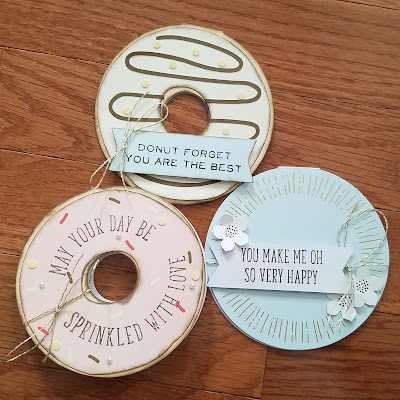 DONUT FORGET
YOU ARE THE BEST
MAY YOUR DAY BE
SPRINKLED WITH LOVE
YOU MAKE ME OH
SO VERY HAPPY